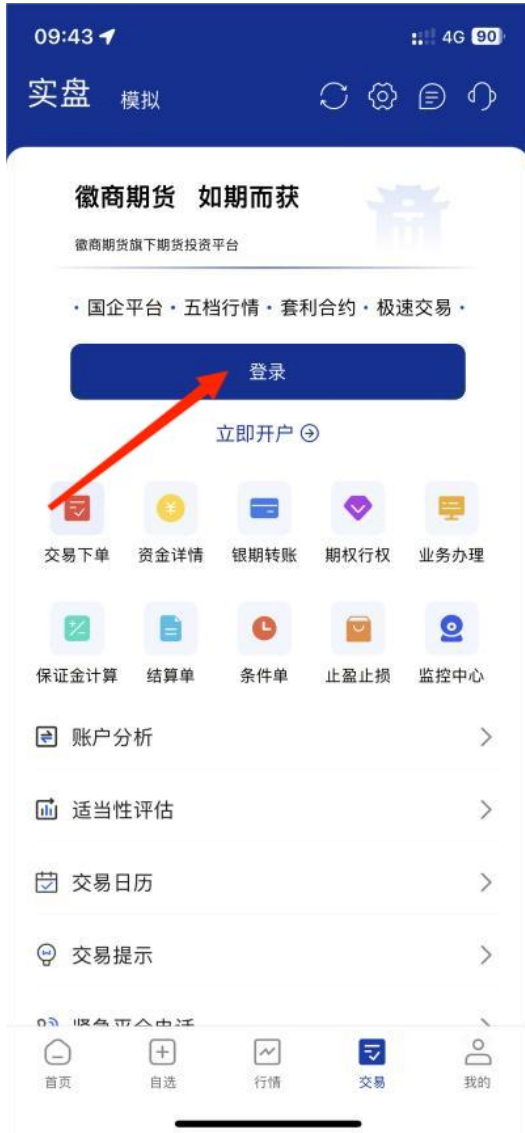 09:43 4G 90
实盘 模拟
徽商期货 如期而获
徽商期货旗下期货投资平台
·国企平台·五档行情·套利合约·极速交易·
登录
立即开户
交易下单 资金详情 银期转账 期权行权 业务办理
保证金计算 结算单 条件单 止盈止损 监控中心
账户分析
适当性评估
交易日历
交易提示
紧急平仓电话
首页 自选 行情 交易 我的